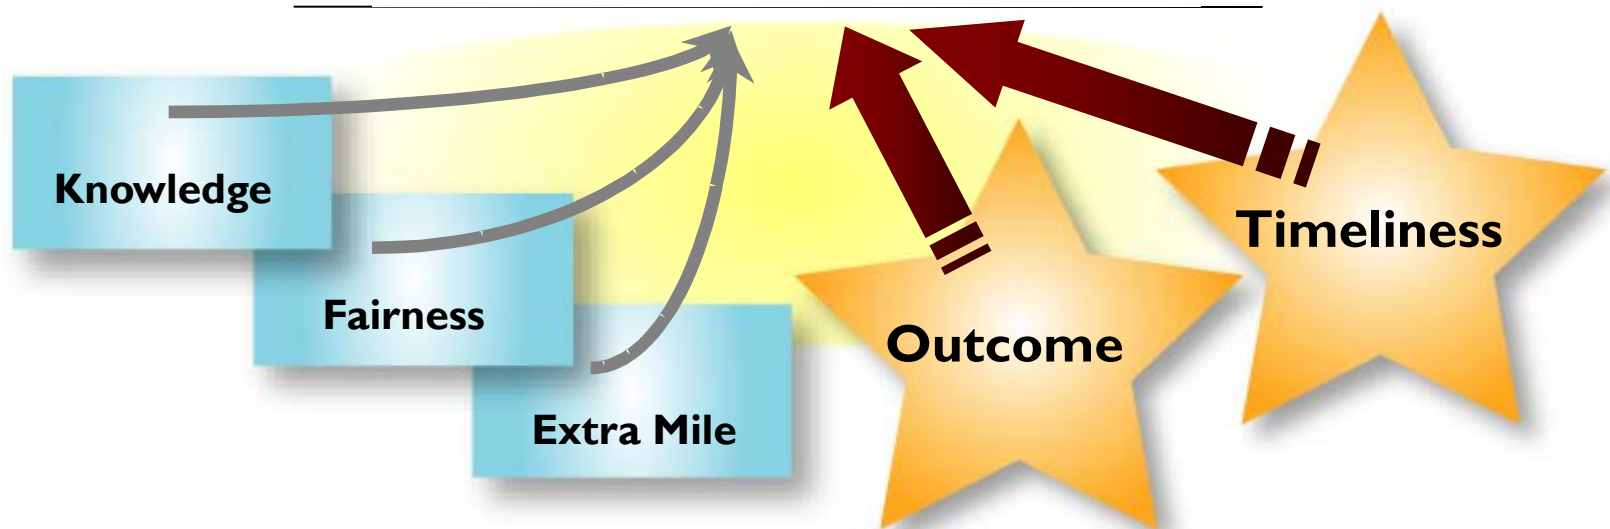 Knowledge
Fairness
Extra Mile
Outcome
Timeliness